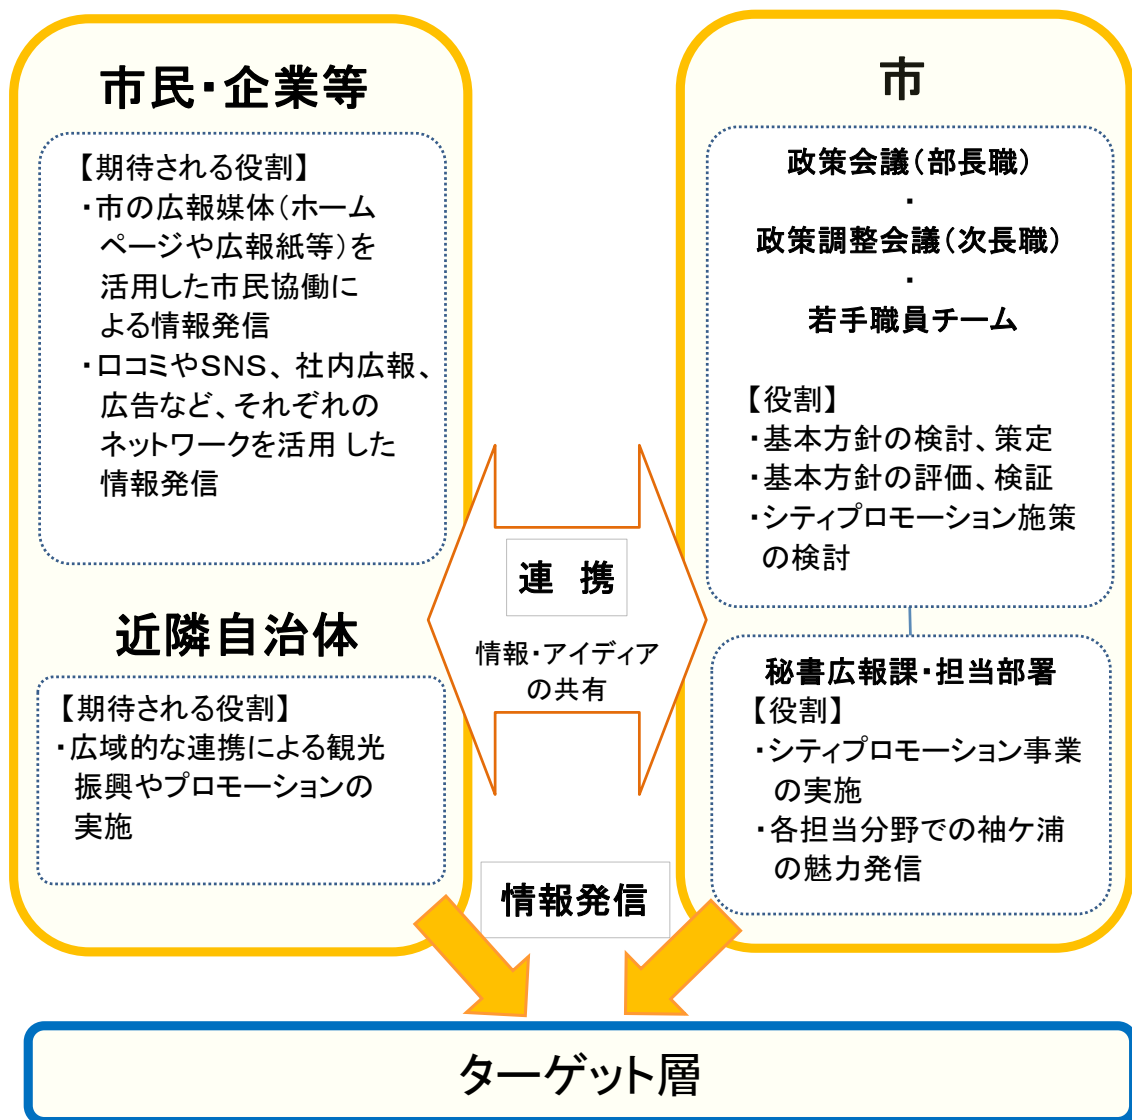 市民・企業等
【期待される役割】
・市の広報媒体（ホーム
ページや広報紙等）を
活用した市民協働に
よる情報発信
・口コミやSNS、社内広報、
広告など、それぞれの
ネットワークを活用 した
情報発信
近隣自治体
【期待される役割】
・広域的な連携による観光
振興やプロモーションの
実施
連 携
情報・アイディア
の共有
情報発信
市
政策会議（部長職）
・
政策調整会議（次長職）
・
若手職員チーム
【役割】
・基本方針の検討、策定
・基本方針の評価、検証
・シティプロモーション施策
の検討
秘書広報課・担当部署
【役割】
・シティプロモーション事業
の実施
・各担当分野での袖ケ浦
の魅力発信
ターゲット層